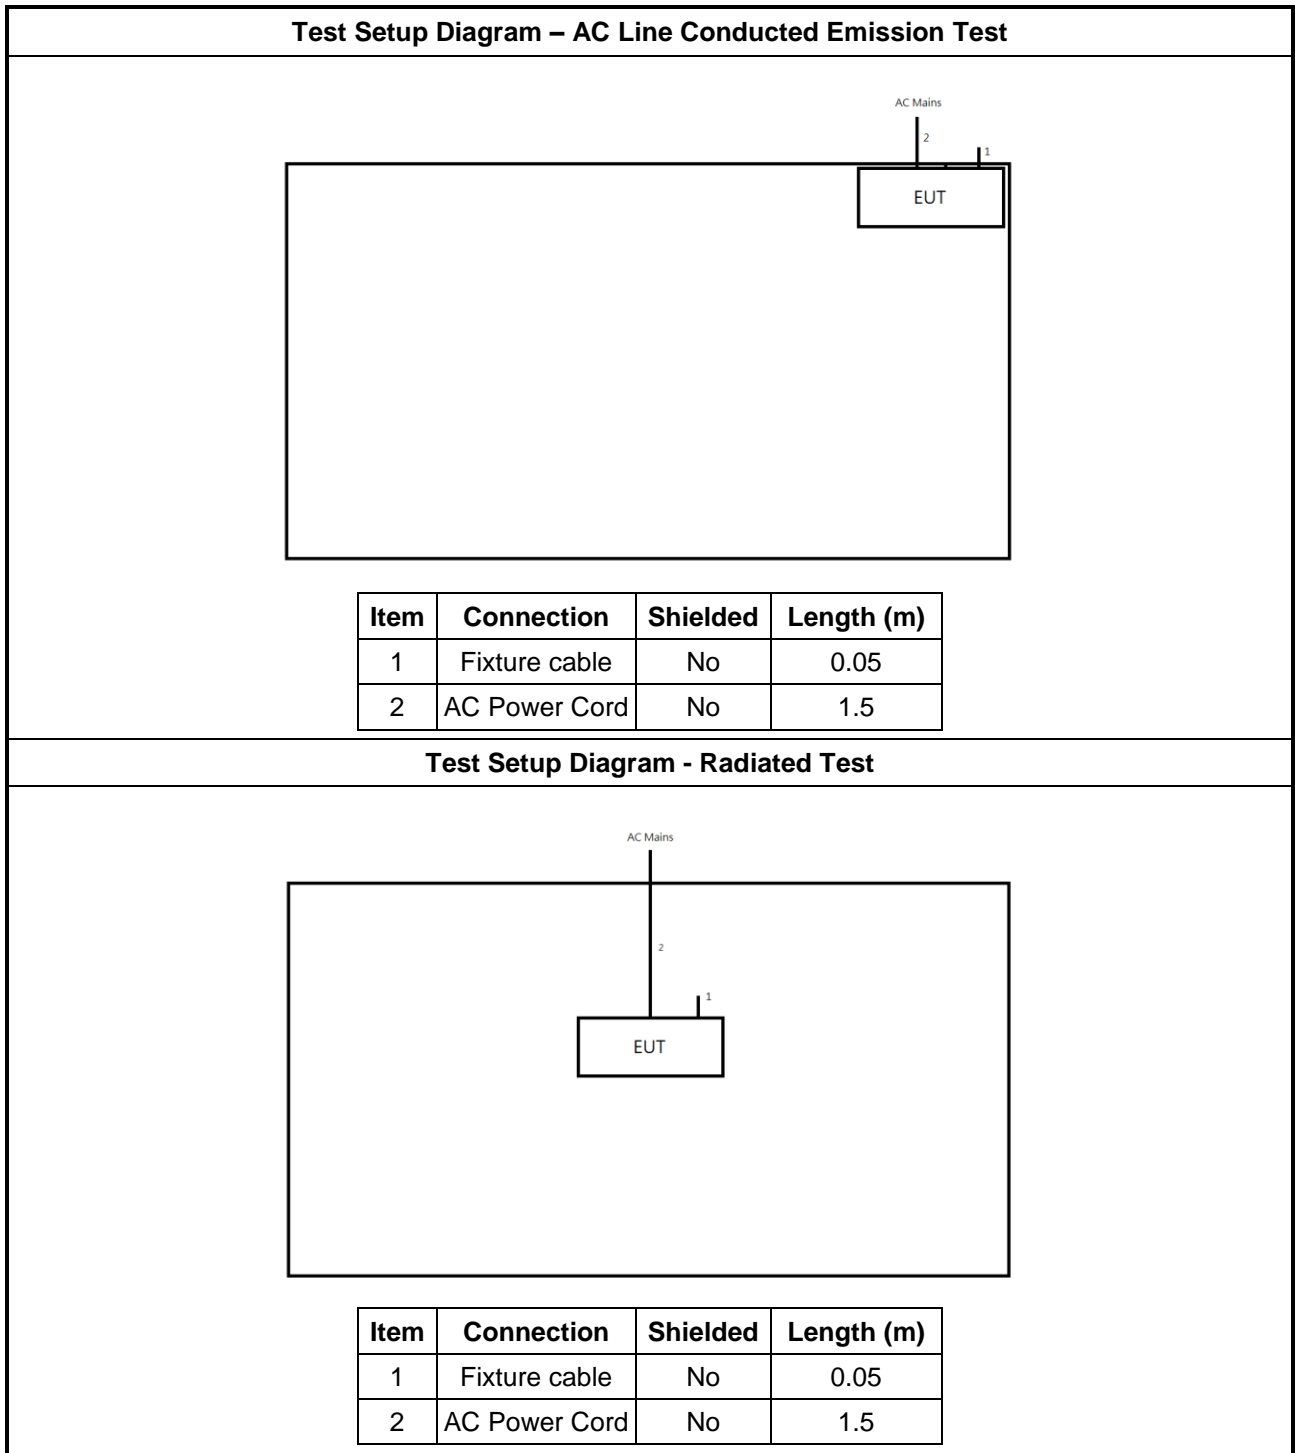 Test Setup Diagram – AC Line Conducted Emission Test
AC Mains
2
1
EUT
Item Connection Shielded Length (m)
1 Fixture cable No 0.05
2 AC Power Cord No 1.5
Test Setup Diagram - Radiated Test
AC Mains
2
1
EUT
Item Connection Shielded Length (m)
1 Fixture cable No 0.05
2 AC Power Cord No 1.5